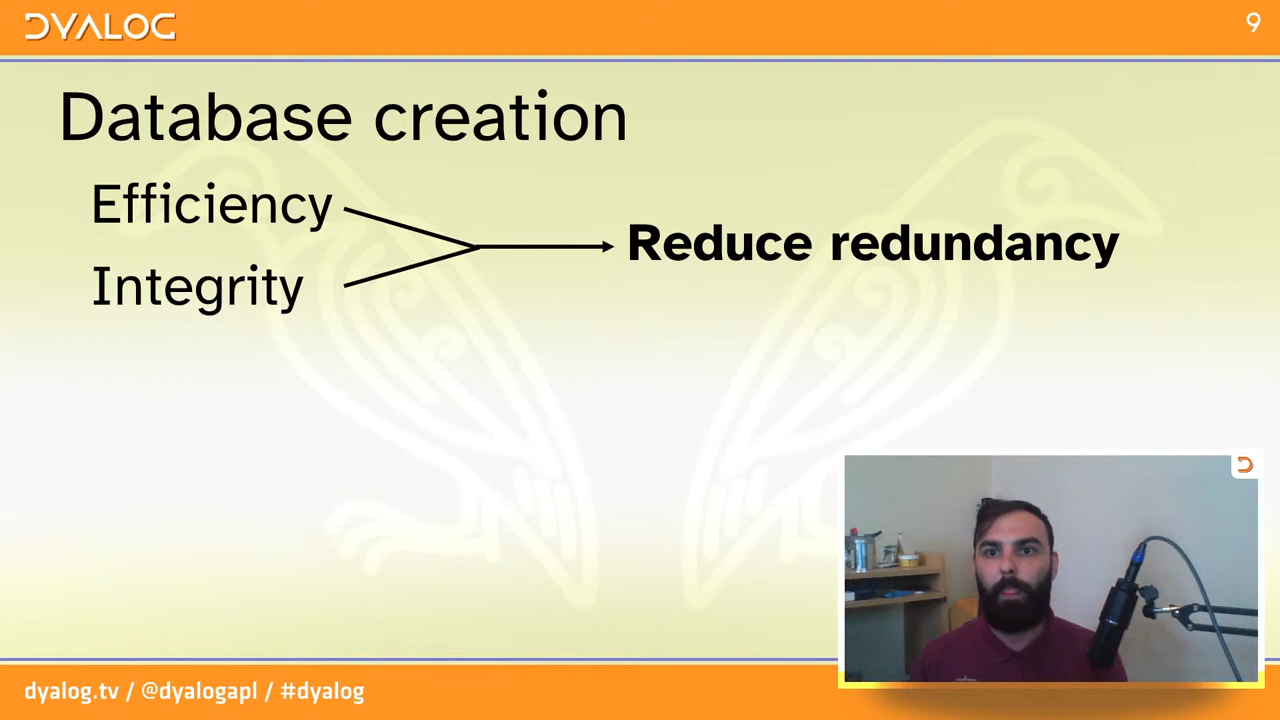 DYALOG
9
Database creation
Efficiency
Integrity
Reduce redundancy
dyalog.tv / @dyalogapl / #dyalog